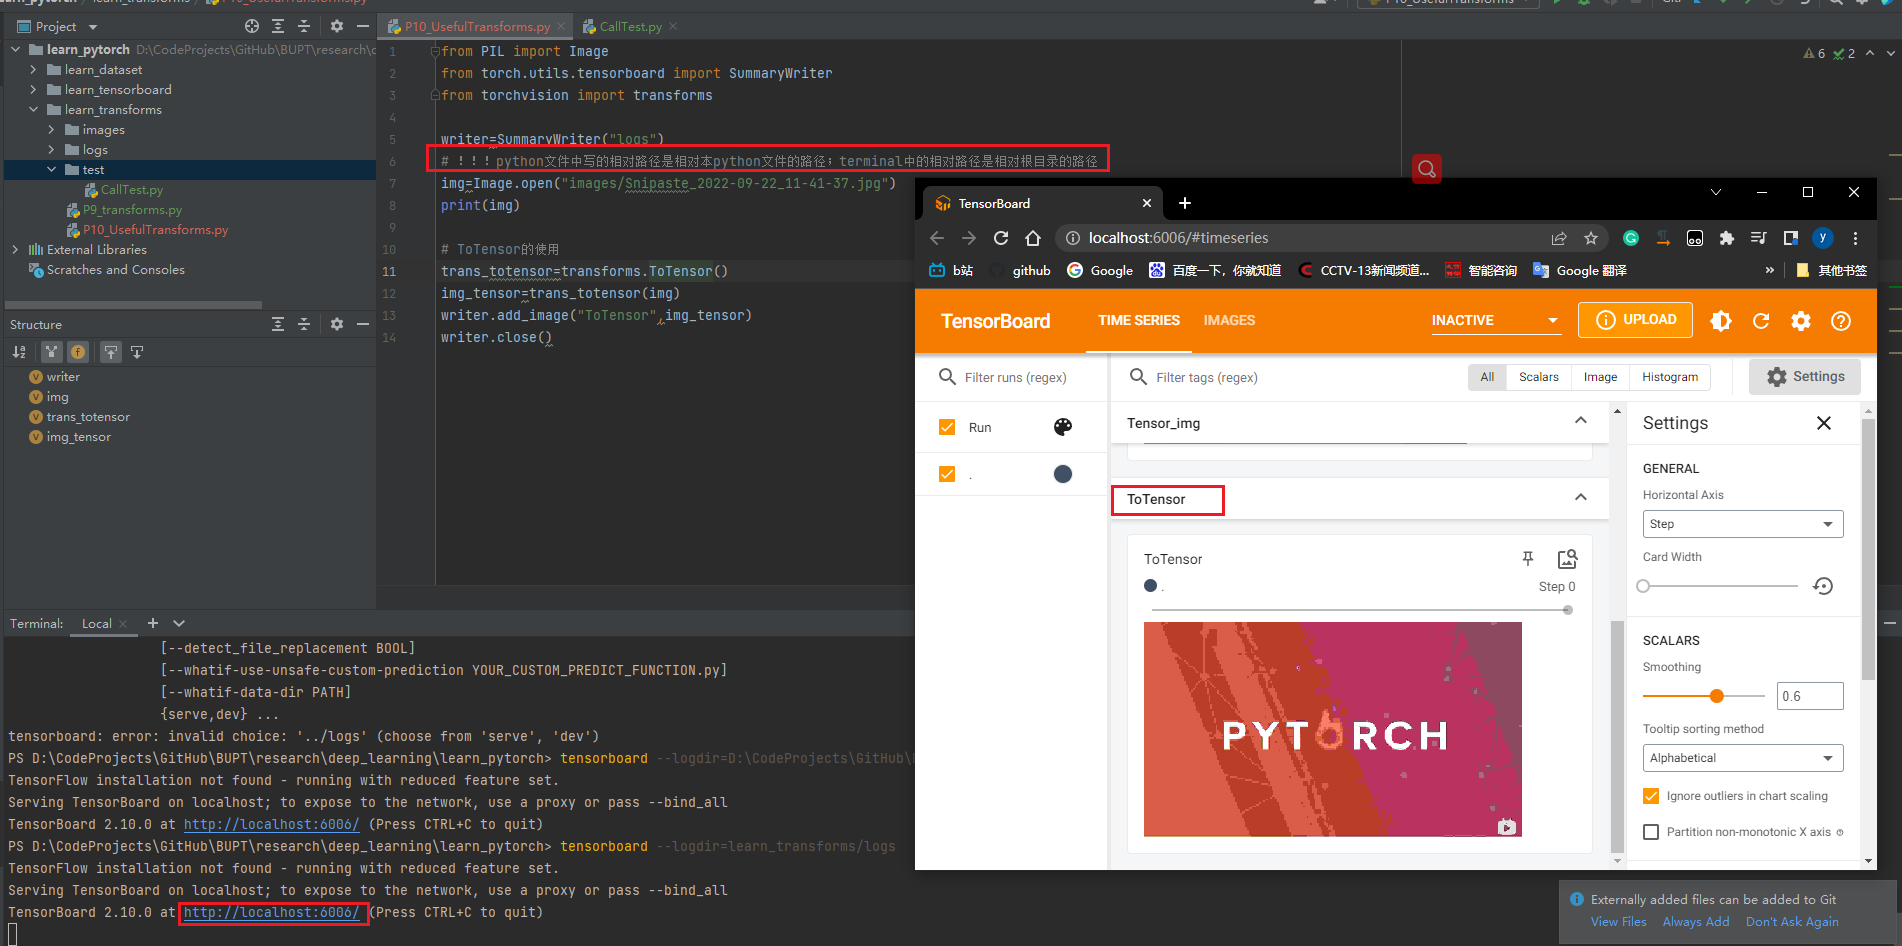 Project
P10_UsefulTransforms.py
CallTest.py
learn_pytorch D:\CodeProjects\GitHub\BUPT\research\
learn_dataset
learn_tensorboard
learn_transforms
images
logs
test
CallTest.py
P9_transforms.py
P10_UsefulTransforms.py
External Libraries
Scratches and Consoles
Structure
writer
img
trans_totensor
img_tensor
6 2
1 from PIL import Image
2 from torch.utils.tensorboard import SummaryWriter
3 from torchvision import transforms
4
5 writer=SummaryWriter("logs")
6 # ！！！python文件中写的相对路径是相对本python文件的路径；terminal中的相对路径是相对根目录的路径
7 img=Image.open("images/Snipaste_2022-09-22_11-41-37.jpg")
8 print(img)
9
10 # ToTensor的使用
11 trans_totensor=transforms.ToTensor()
12 img_tensor=trans_totensor(img)
13 writer.add_image("ToTensor",img_tensor)
14 writer.close()
TensorBoard
localhost:6006/#timeseries
y
b站
github
Google
百度一下，你就知道
CCTV-13新闻频道...
智能咨询
Google 翻译
»
其他书签
TensorBoard
TIME SERIES
IMAGES
INACTIVE
UPLOAD
Filter runs (regex)
Filter tags (regex)
All
Scalars
Image
Histogram
Settings
Run
.
Tensor_img
ToTensor
ToTensor
.
Step 0
PYTORCH
Settings
GENERAL
Horizontal Axis
Step
Card Width
SCALARS
Smoothing
0.6
Tooltip sorting method
Alphabetical
Ignore outliers in chart scaling
Partition non-monotonic X axis
Terminal:
Local
[--detect_file_replacement BOOL]
[--whatif-use-unsafe-custom-prediction YOUR_CUSTOM_PREDICT_FUNCTION.py]
[--whatif-data-dir PATH]
{serve,dev} ...
tensorboard: error: invalid choice: '../logs' (choose from 'serve', 'dev')
PS D:\CodeProjects\GitHub\BUPT\research\deep_learning\learn_pytorch> tensorboard --logdir=D:\CodeProjects\GitHub\
TensorFlow installation not found - running with reduced feature set.
Serving TensorBoard on localhost; to expose to the network, use a proxy or pass --bind_all
TensorBoard 2.10.0 at http://localhost:6006/ (Press CTRL+C to quit)
PS D:\CodeProjects\GitHub\BUPT\research\deep_learning\learn_pytorch> tensorboard --logdir=learn_transforms/logs
TensorFlow installation not found - running with reduced feature set.
Serving TensorBoard on localhost; to expose to the network, use a proxy or pass --bind_all
TensorBoard 2.10.0 at http://localhost:6006/ (Press CTRL+C to quit)
Externally added files can be added to Git
View Files
Always Add
Don't Ask Again